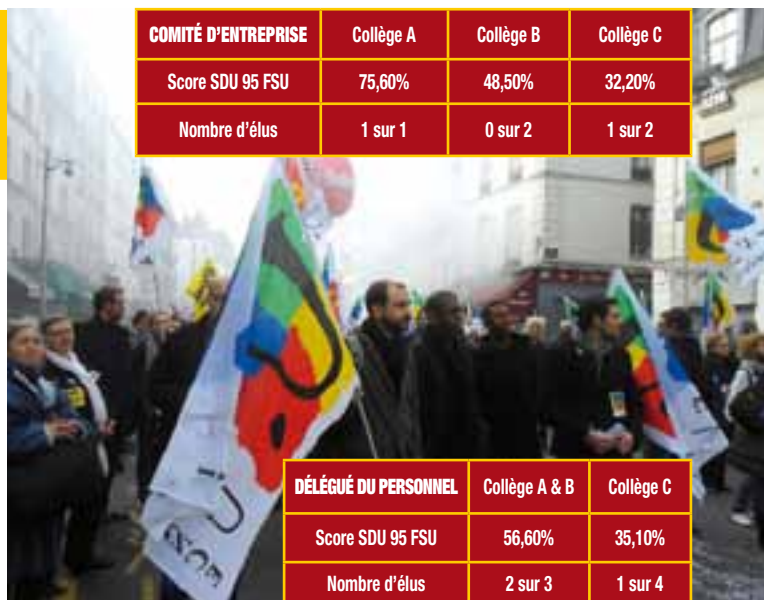 COMITÉ D'ENTREPRISE Collège A Collège B Collège C
Score SDU 95 FSU 75,60% 48,50% 32,20%
Nombre d'élus 1 sur 1 0 sur 2 1 sur 2
DÉLÉGUÉ DU PERSONNEL Collège A & B Collège C
Score SDU 95 FSU 56,60% 35,10%
Nombre d'élus 2 sur 3 1 sur 4